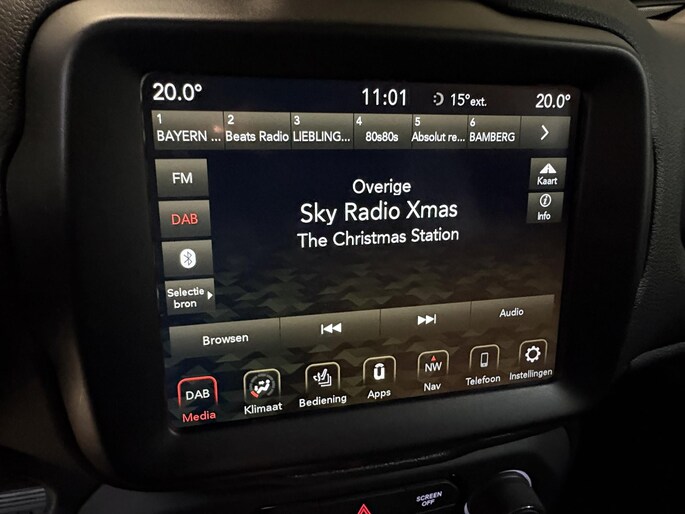 20.0°
11:01
15°ext.
20.0°
1
BAYERN ...
2
Beats Radio
3
LIEBLING...
4
80s80s
5
Absolut re...
6
BAMBERG
FM
DAB
Selectie
bron
Kaart
Info
Overige
Sky Radio Xmas
The Christmas Station
Browsen
Audio
DAB
Media
Klimaat
Bediening
Apps
NW
Nav
Telefoon
Instellingen
SCREEN
OFF